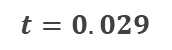 t = 0.029